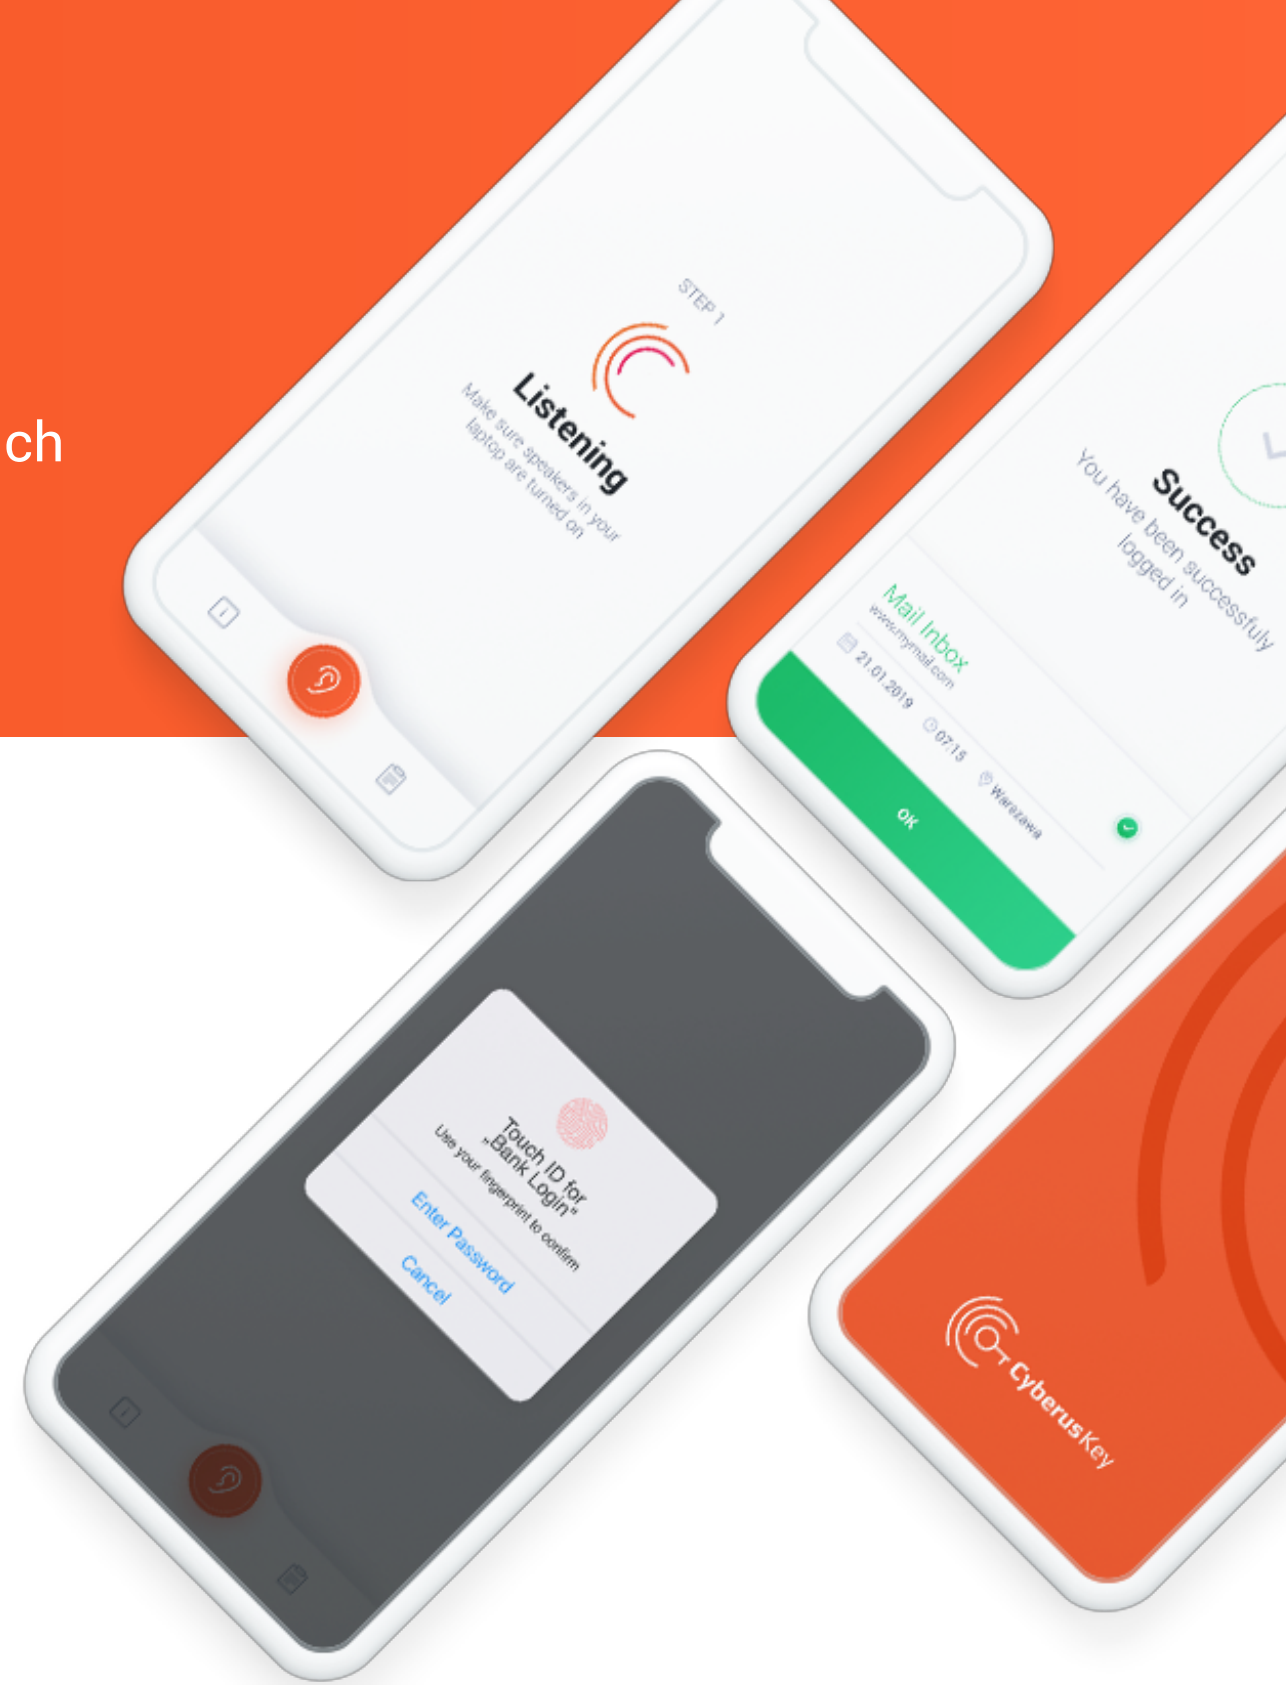 ch
STEP 1
Listening
Make sure speakers in your
laptop are turned on
Success
You have been successfuly
logged in
Mail Inbox
www.mymail.com
21.01.2019 07:15 Warszawa
OK
Touch ID for
„Bank Login"
Use your fingerprint to confirm
Enter Password
Cancel
CyberusKey